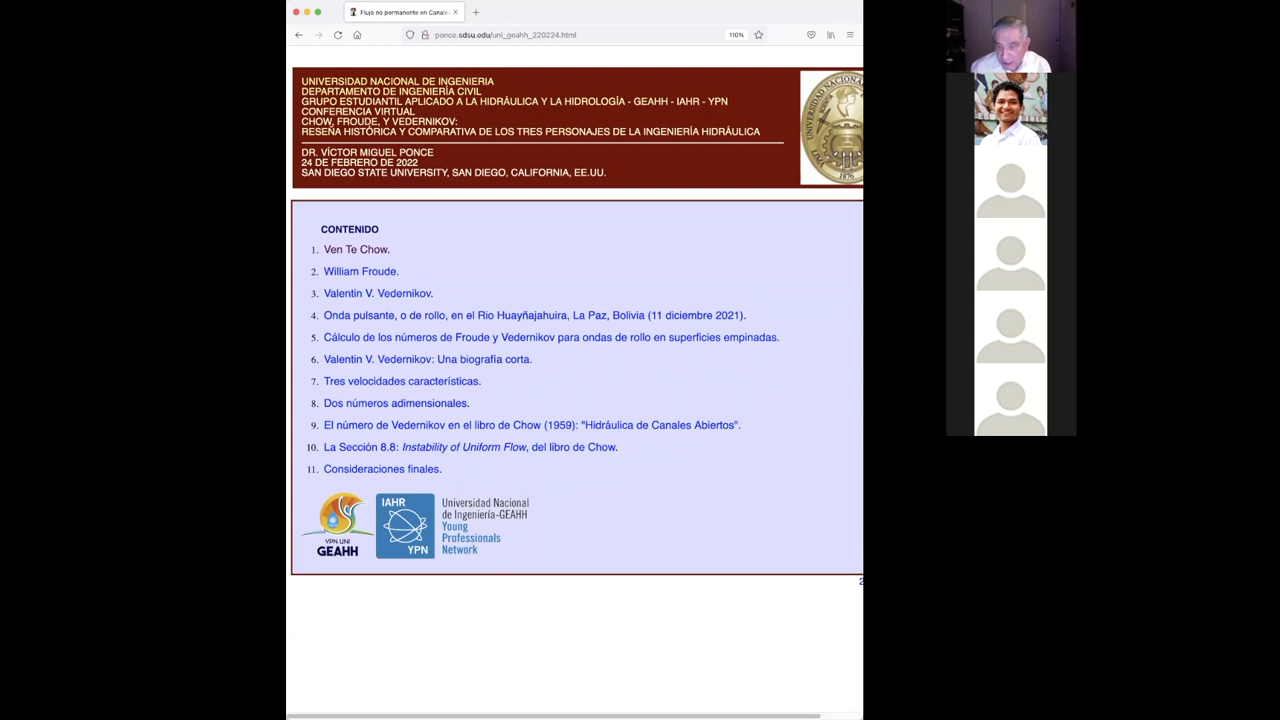 Flujo no permanente en Canales
ponce.sdsu.edu/uni_geahh_220224.html
110%
UNIVERSIDAD NACIONAL DE INGENIERIA
DEPARTAMENTO DE INGENIERÍA CIVIL
GRUPO ESTUDIANTIL APLICADO A LA HIDRÁULICA Y LA HIDROLOGÍA - GEAHH - IAHR - YPN
CONFERENCIA VIRTUAL
CHOW, FROUDE, Y VEDERNIKOV:
RESEÑA HISTÓRICA Y COMPARATIVA DE LOS TRES PERSONAJES DE LA INGENIERÍA HIDRÁULICA
DR. VÍCTOR MIGUEL PONCE
24 DE FEBRERO DE 2022
SAN DIEGO STATE UNIVERSITY, SAN DIEGO, CALIFORNIA, EE.UU.
1876
CONTENIDO
1. Ven Te Chow.
2. William Froude.
3. Valentin V. Vedernikov.
4. Onda pulsante, o de rollo, en el Rio Huayñajahuira, La Paz, Bolivia (11 diciembre 2021).
5. Cálculo de los números de Froude y Vedernikov para ondas de rollo en superficies empinadas.
6. Valentin V. Vedernikov: Una biografía corta.
7. Tres velocidades características.
8. Dos números adimensionales.
9. El número de Vedernikov en el libro de Chow (1959): "Hidráulica de Canales Abiertos".
10. La Sección 8.8: Instability of Uniform Flow, del libro de Chow.
11. Consideraciones finales.
YPN UNI
GEAHH
IAHR
YPN
Universidad Nacional
de Ingeniería-GEAHH
Young
Professionals
Network